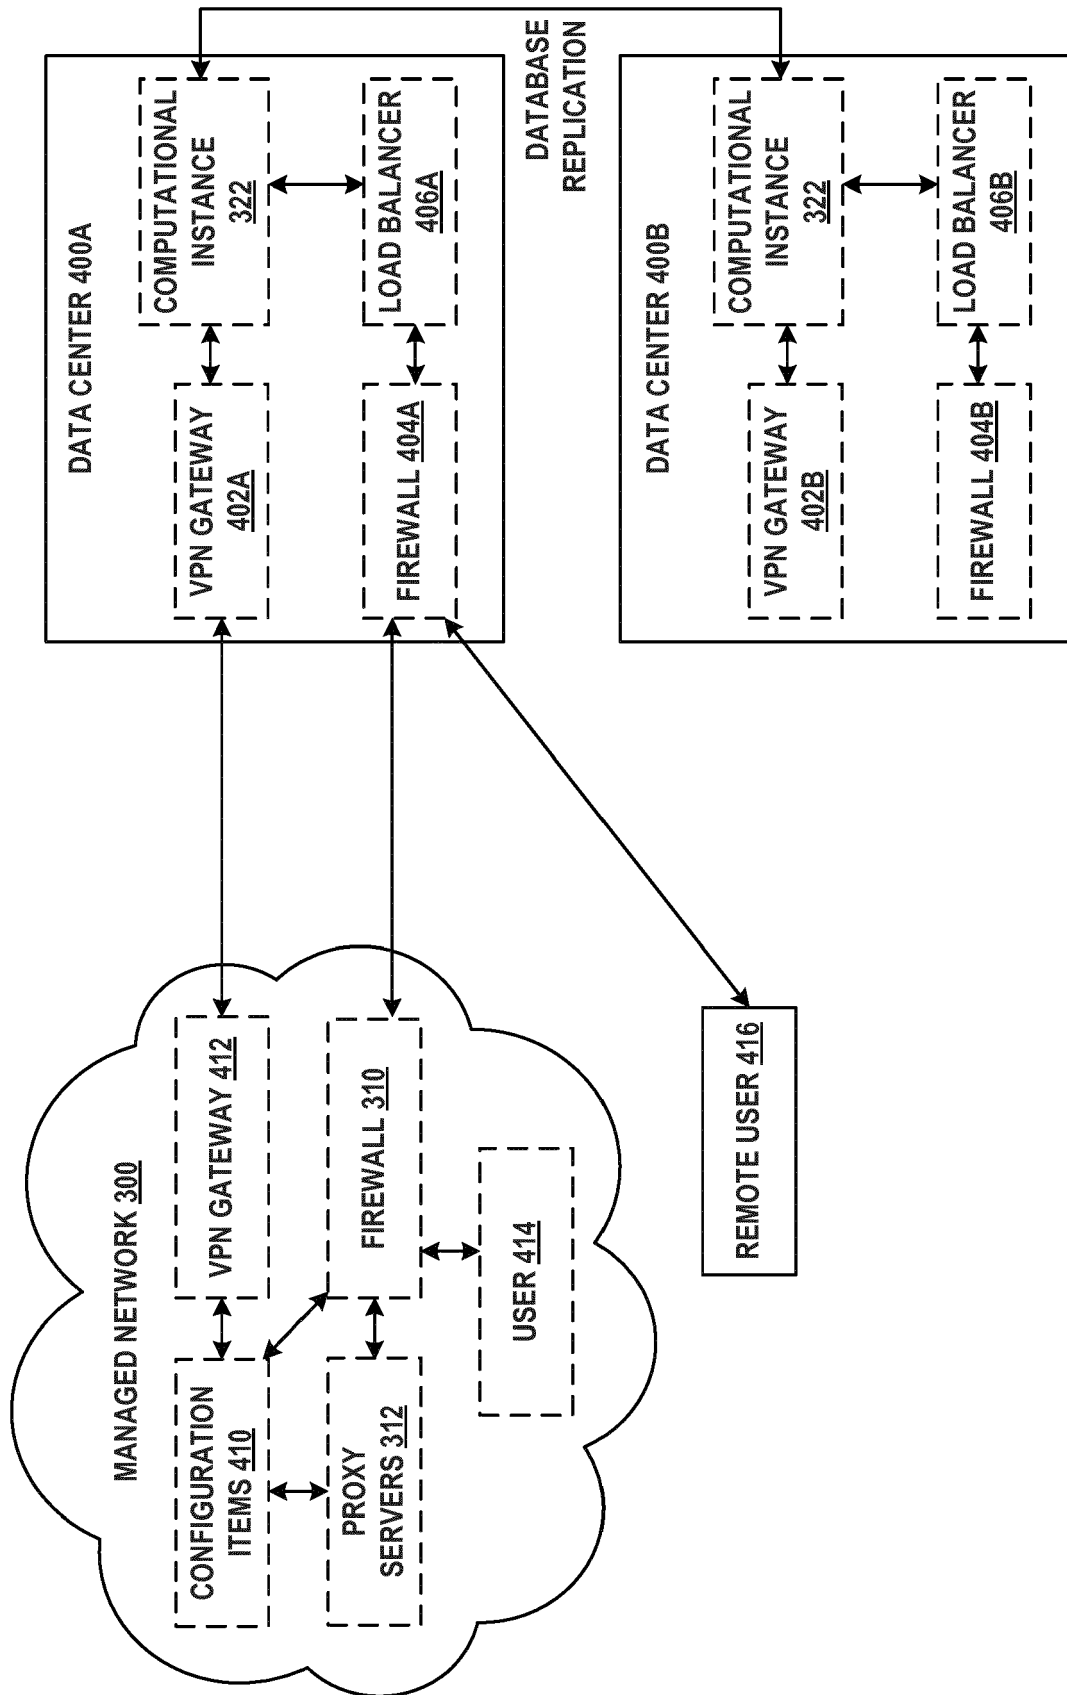 MANAGED NETWORK 300
CONFIGURATION
ITEMS 410
VPN GATEWAY 412
PROXY
SERVERS 312
FIREWALL 310
USER 414
REMOTE USER 416
DATA CENTER 400A
VPN GATEWAY
402A
COMPUTATIONAL
INSTANCE
322
FIREWALL 404A
LOAD BALANCER
406A
DATABASE
REPLICATION
DATA CENTER 400B
VPN GATEWAY
402B
COMPUTATIONAL
INSTANCE
322
FIREWALL 404B
LOAD BALANCER
406B